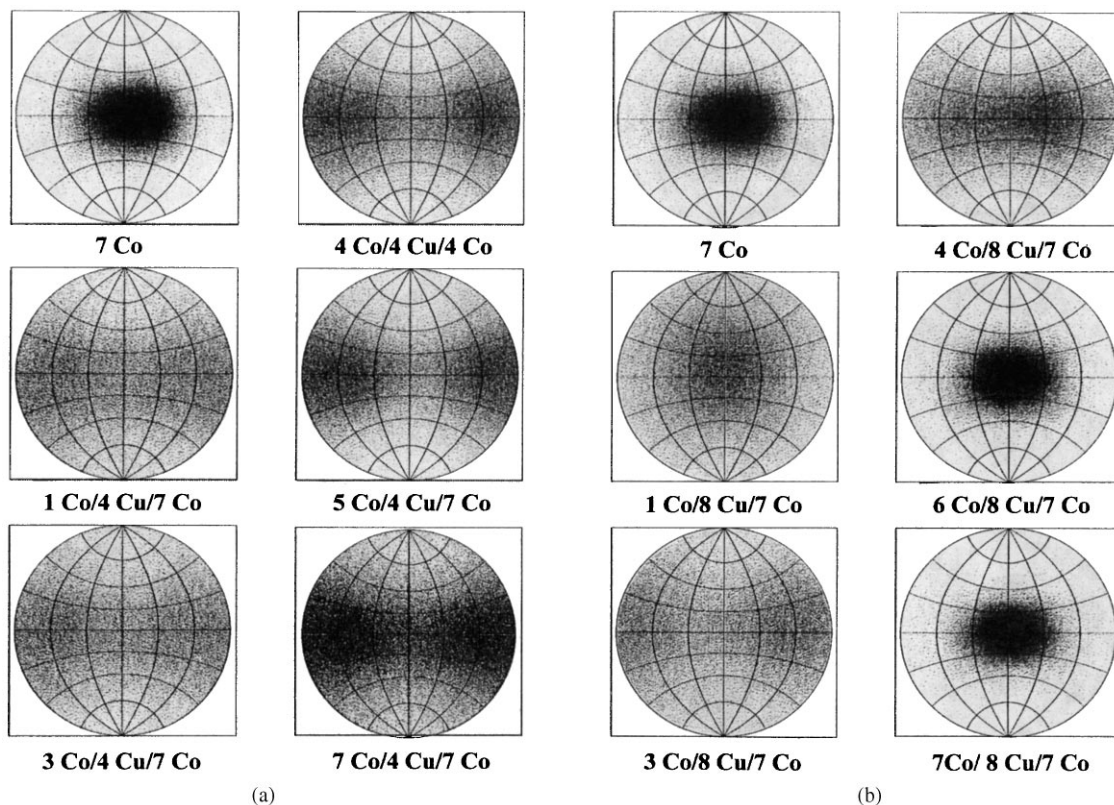 7 Co
4 Co/4 Cu/4 Co
1 Co/4 Cu/7 Co
5 Co/4 Cu/7 Co
3 Co/4 Cu/7 Co
7 Co/4 Cu/7 Co
(a)
7 Co
4 Co/8 Cu/7 Co
1 Co/8 Cu/7 Co
6 Co/8 Cu/7 Co
3 Co/8 Cu/7 Co
7Co/ 8 Cu/7 Co
(b)